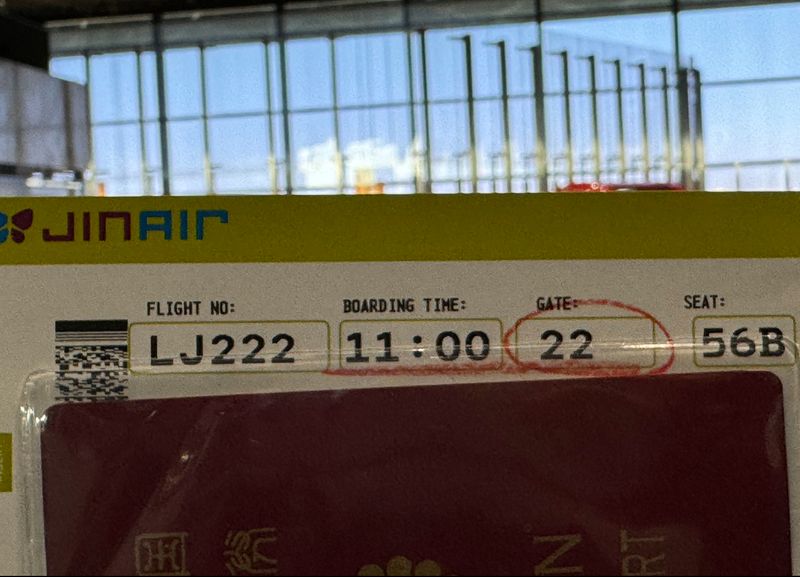 JINAIR
FLIGHT NO: BOARDING TIME: GATE: SEAT:
LJ222 11:00 22 56B